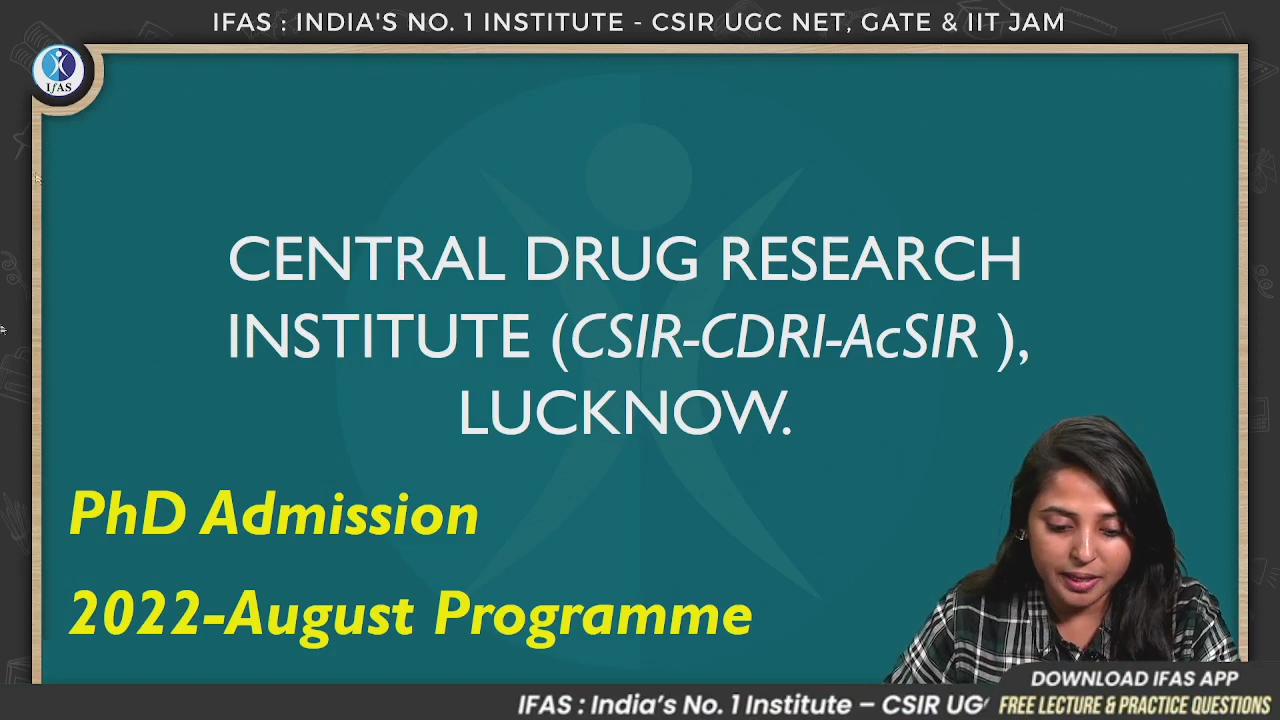 IFAS : INDIA'S NO. 1 INSTITUTE - CSIR UGC NET, GATE & IIT JAM
IfAS
CENTRAL DRUG RESEARCH
INSTITUTE (CSIR-CDRI-AcSIR ),
LUCKNOW.
PhD Admission
2022-August Programme
DOWNLOAD IFAS APP
IFAS : India's No. 1 Institute – CSIR UG
FREE LECTURE & PRACTICE QUESTIONS